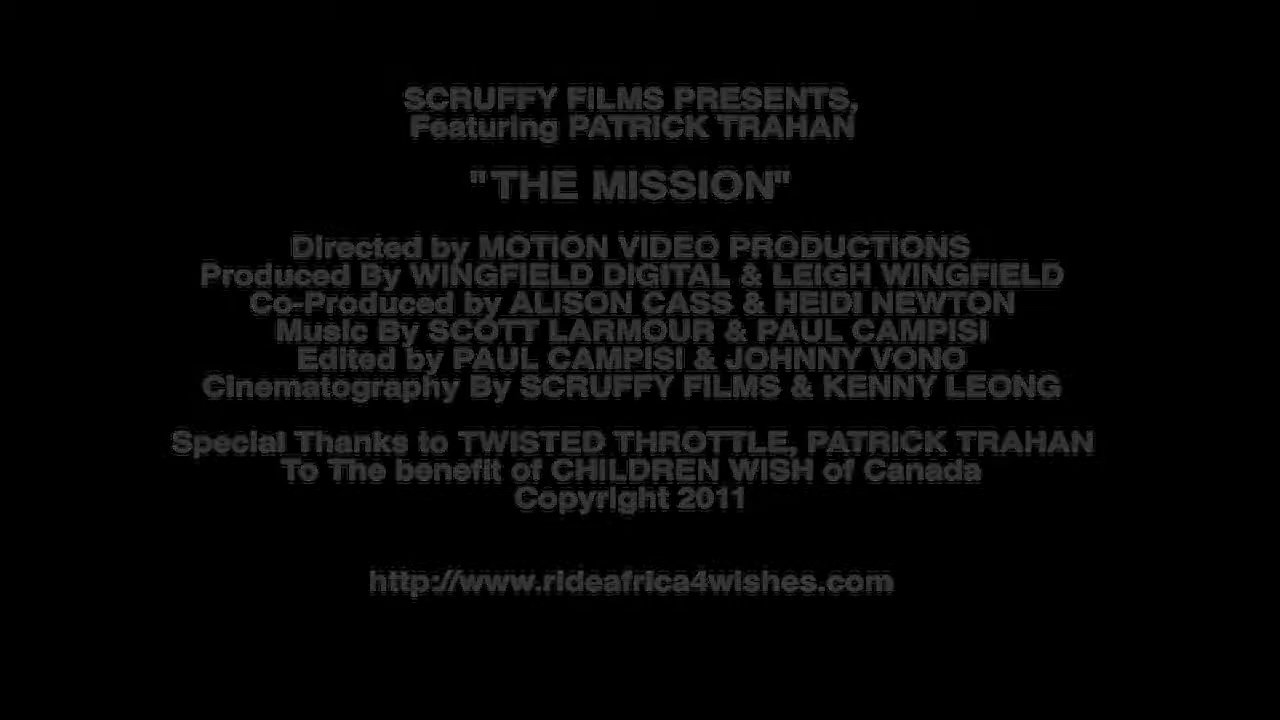 SCRUFFY FILMS PRESENTS,
Featuring PATRICK TRAHAN
"THE MISSION"
Directed by MOTION VIDEO PRODUCTIONS
Produced By WINGFIELD DIGITAL & LEIGH WINGFIELD
Co-Produced by ALISON CASS & HEIDI NEWTON
Music By SCOTT LARMOUR & PAUL CAMPISI
Edited by PAUL CAMPISI & JOHNNY VONO
Cinematography By SCRUFFY FILMS & KENNY LEONG
Special Thanks to TWISTED THROTTLE, PATRICK TRAHAN
To The benefit of CHILDREN WISH of Canada
Copyright 2011
http://www.rideafrica4wishes.com